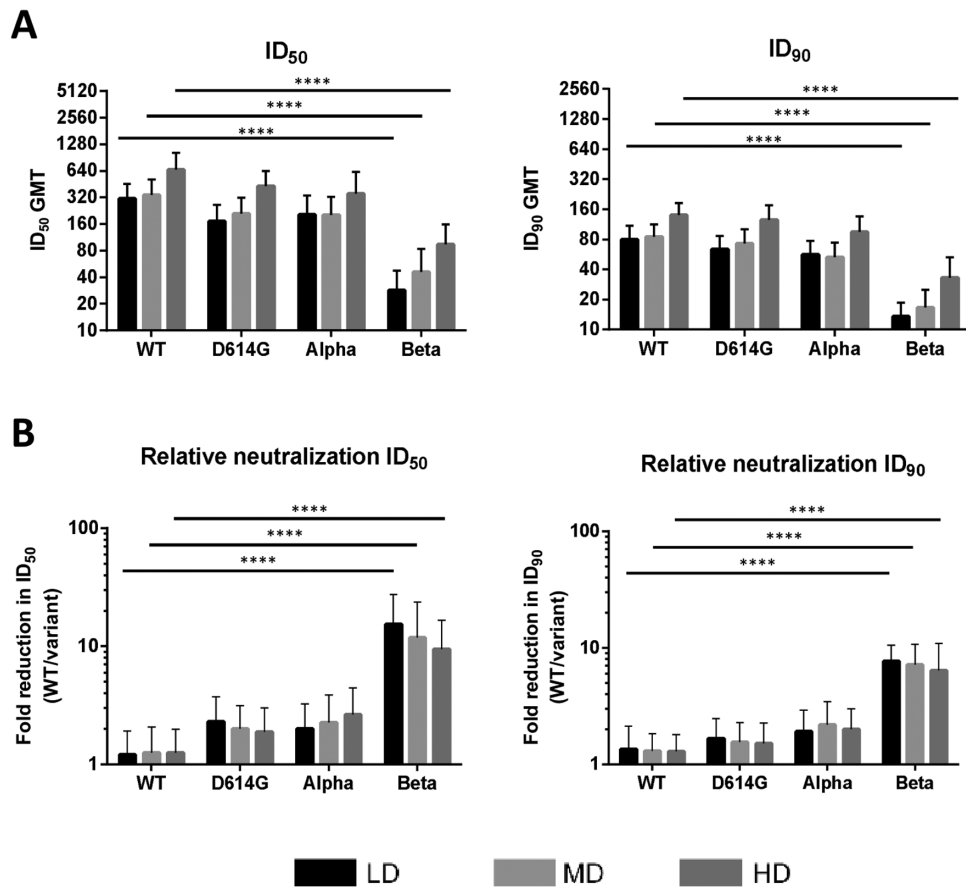 A
ID50
5120
2560
1280
640
320
160
80
40
20
10
ID50 GMT
****
****
****
WT D614G Alpha Beta
ID90
2560
1280
640
320
160
80
40
20
10
ID90 GMT
****
****
****
WT D614G Alpha Beta
B
Relative neutralization ID50
100
10
1
Fold reduction in ID50
(WT/variant)
****
****
****
WT D614G Alpha Beta
Relative neutralization ID90
100
10
1
Fold reduction in ID90
(WT/variant)
****
****
****
WT D614G Alpha Beta
LD MD HD